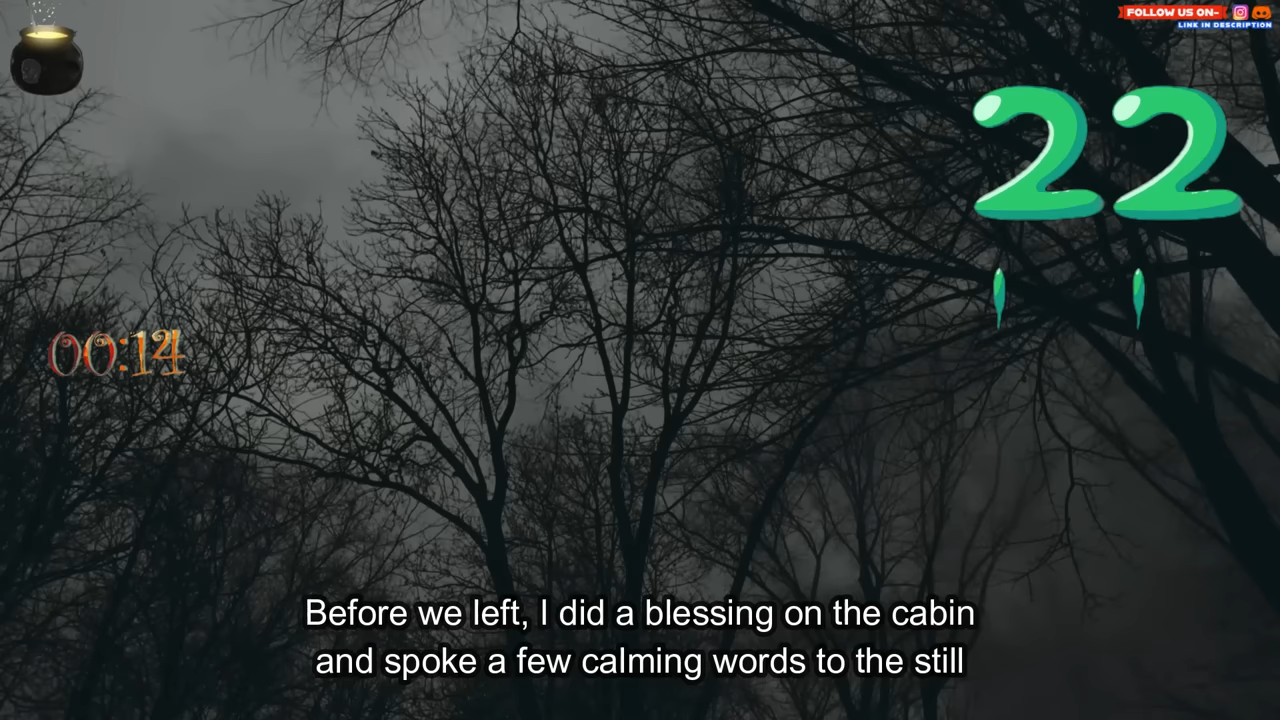 FOLLOW US ON-
LINK IN DESCRIPTION
22
00:14
Before we left, I did a blessing on the cabin
and spoke a few calming words to the still